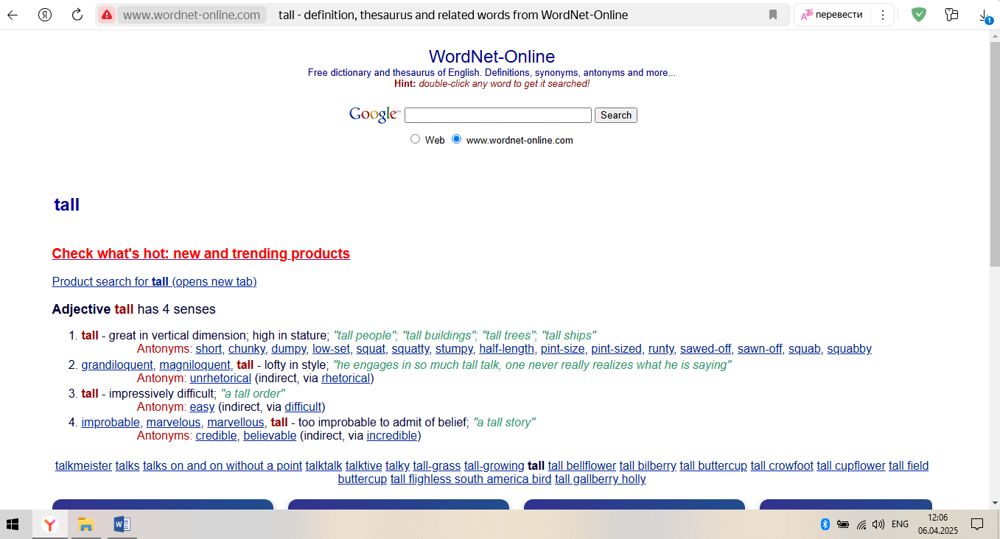 www.wordnet-online.com tall - definition, thesaurus and related words from WordNet-Online перевести 1
WordNet-Online
Free dictionary and thesaurus of English. Definitions, synonyms, antonyms and more...
Hint: double-click any word to get it searched!
Google™ Search
Web www.wordnet-online.com
tall
Check what's hot: new and trending products
Product search for tall (opens new tab)
Adjective tall has 4 senses
1. tall - great in vertical dimension; high in stature; "tall people"; "tall buildings"; "tall trees"; "tall ships"
Antonyms: short, chunky, dumpy, low-set, squat, squatty, stumpy, half-length, pint-size, pint-sized, runty, sawed-off, sawn-off, squab, squabby
2. grandiloquent, magniloquent, tall - lofty in style; "he engages in so much tall talk, one never really realizes what he is saying"
Antonym: unrhetorical (indirect, via rhetorical)
3. tall - impressively difficult; "a tall order"
Antonym: easy (indirect, via difficult)
4. improbable, marvelous, marvellous, tall - too improbable to admit of belief; "a tall story"
Antonyms: credible, believable (indirect, via incredible)
talkmeister talks talks on and on without a point talktalk talktive talky tall-grass tall-growing tall tall bellflower tall bilberry tall buttercup tall crowfoot tall cupflower tall field
buttercup tall flighless south america bird tall gallberry holly
ENG 12:06
06.04.2025